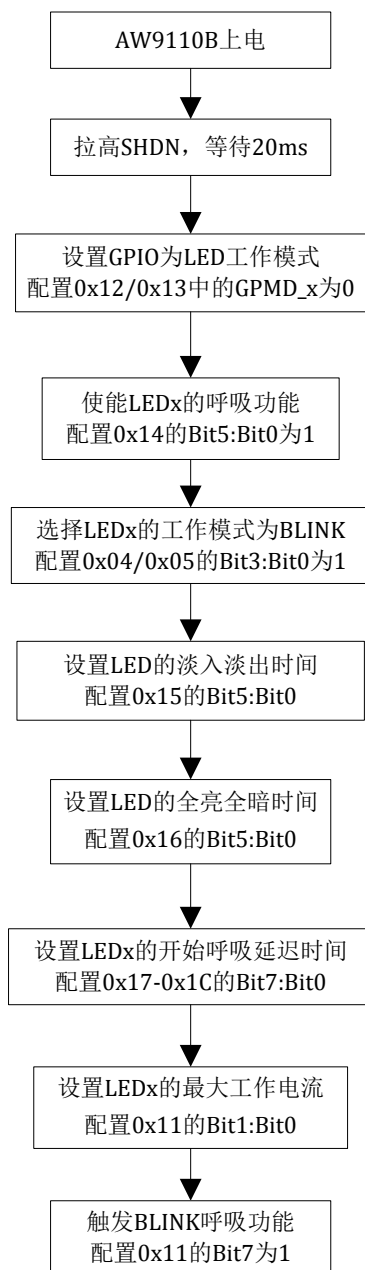 AW9110B上电
拉高SHDN，等待20ms
设置GPIO为LED工作模式
配置0x12/0x13中的GPMD_x为0
使能LEDx的呼吸功能
配置0x14的Bit5:Bit0为1
选择LEDx的工作模式为BLINK
配置0x04/0x05的Bit3:Bit0为1
设置LED的淡入淡出时间
配置0x15的Bit5:Bit0
设置LED的全亮全暗时间
配置0x16的Bit5:Bit0
设置LEDx的开始呼吸延迟时间
配置0x17-0x1C的Bit7:Bit0
设置LEDx的最大工作电流
配置0x11的Bit1:Bit0
触发BLINK呼吸功能
配置0x11的Bit7为1